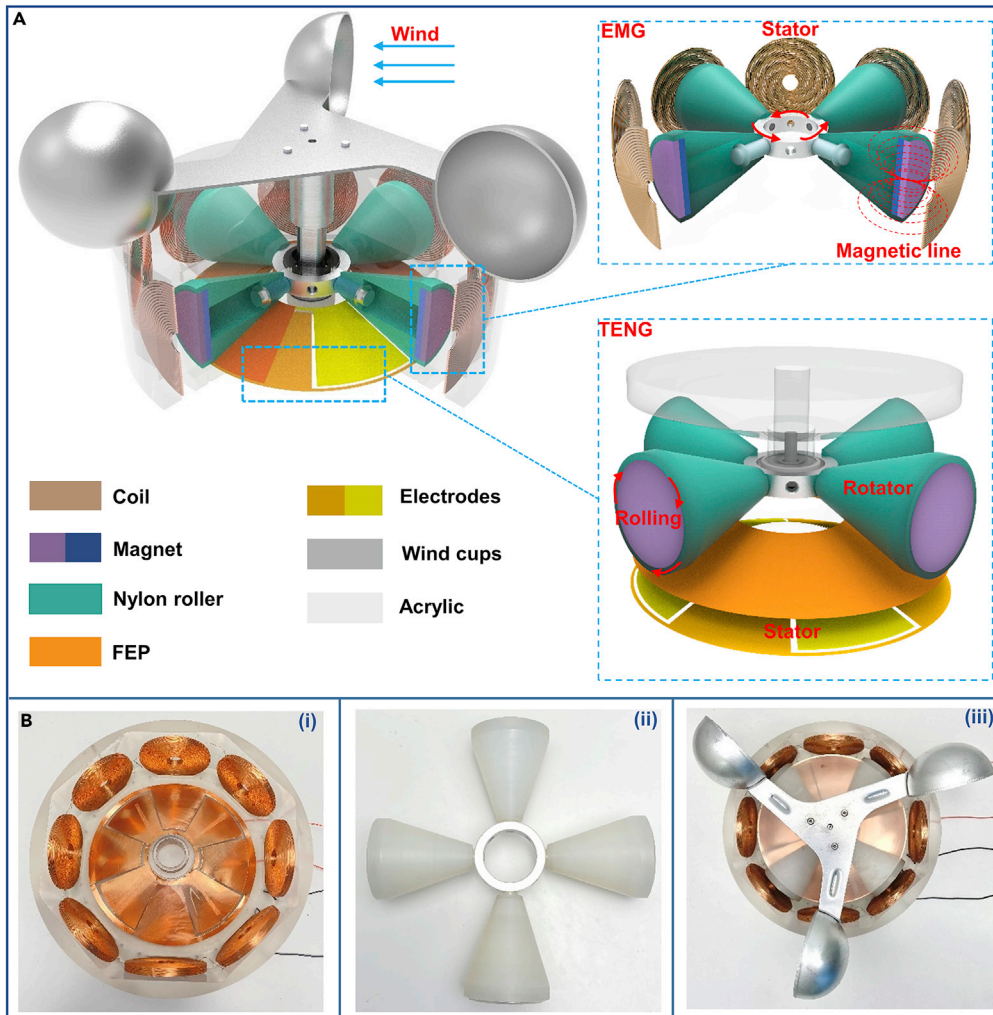 A
Wind
EMG
Stator
Magnetic line
TENG
Rotator
Rolling
Stator
Coil
Magnet
Nylon roller
FEP
Electrodes
Wind cups
Acrylic
B
(i)
(ii)
(iii)